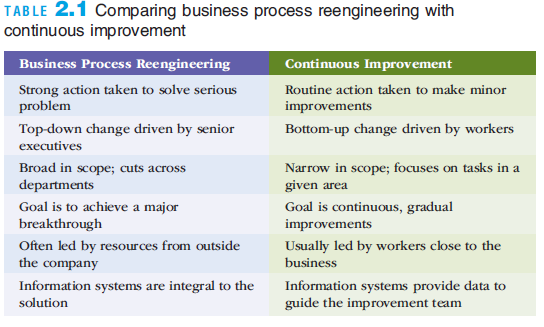 TABLE 2.1 Comparing business process reengineering with
continuous improvement
Business Process Reengineering
Continuous Improvement
Strong action taken to solve serious
problem
Routine action taken to make minor
improvements
Top-down change driven by senior
executives
Bottom-up change driven by workers
Broad in scope; cuts across
departments
Narrow in scope; focuses on tasks in a
given area
Goal is to achieve a major
breakthrough
Goal is continuous, gradual
improvements
Often led by resources from outside
the company
Usually led by workers close to the
business
Information systems are integral to the
solution
Information systems provide data to
guide the improvement team